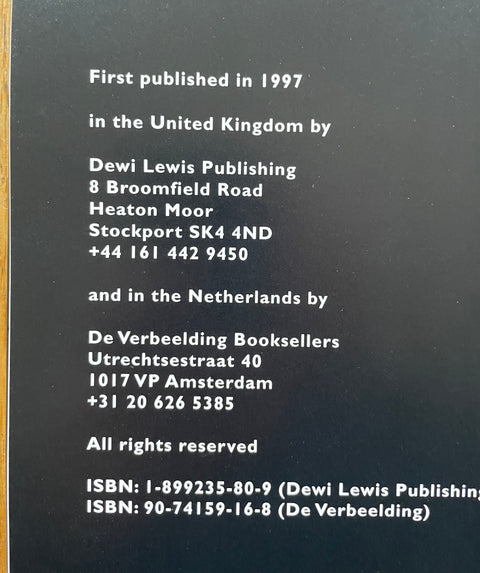 First published in 1997
in the United Kingdom by
Dewi Lewis Publishing
8 Broomfield Road
Heaton Moor
Stockport SK4 4ND
+44 161 442 9450
and in the Netherlands by
De Verbeelding Booksellers
Utrechtsestraat 40
1017 VP Amsterdam
+31 20 626 5385
All rights reserved
ISBN: 1-899235-80-9 (Dewi Lewis Publishing
ISBN: 90-74159-16-8 (De Verbeelding)